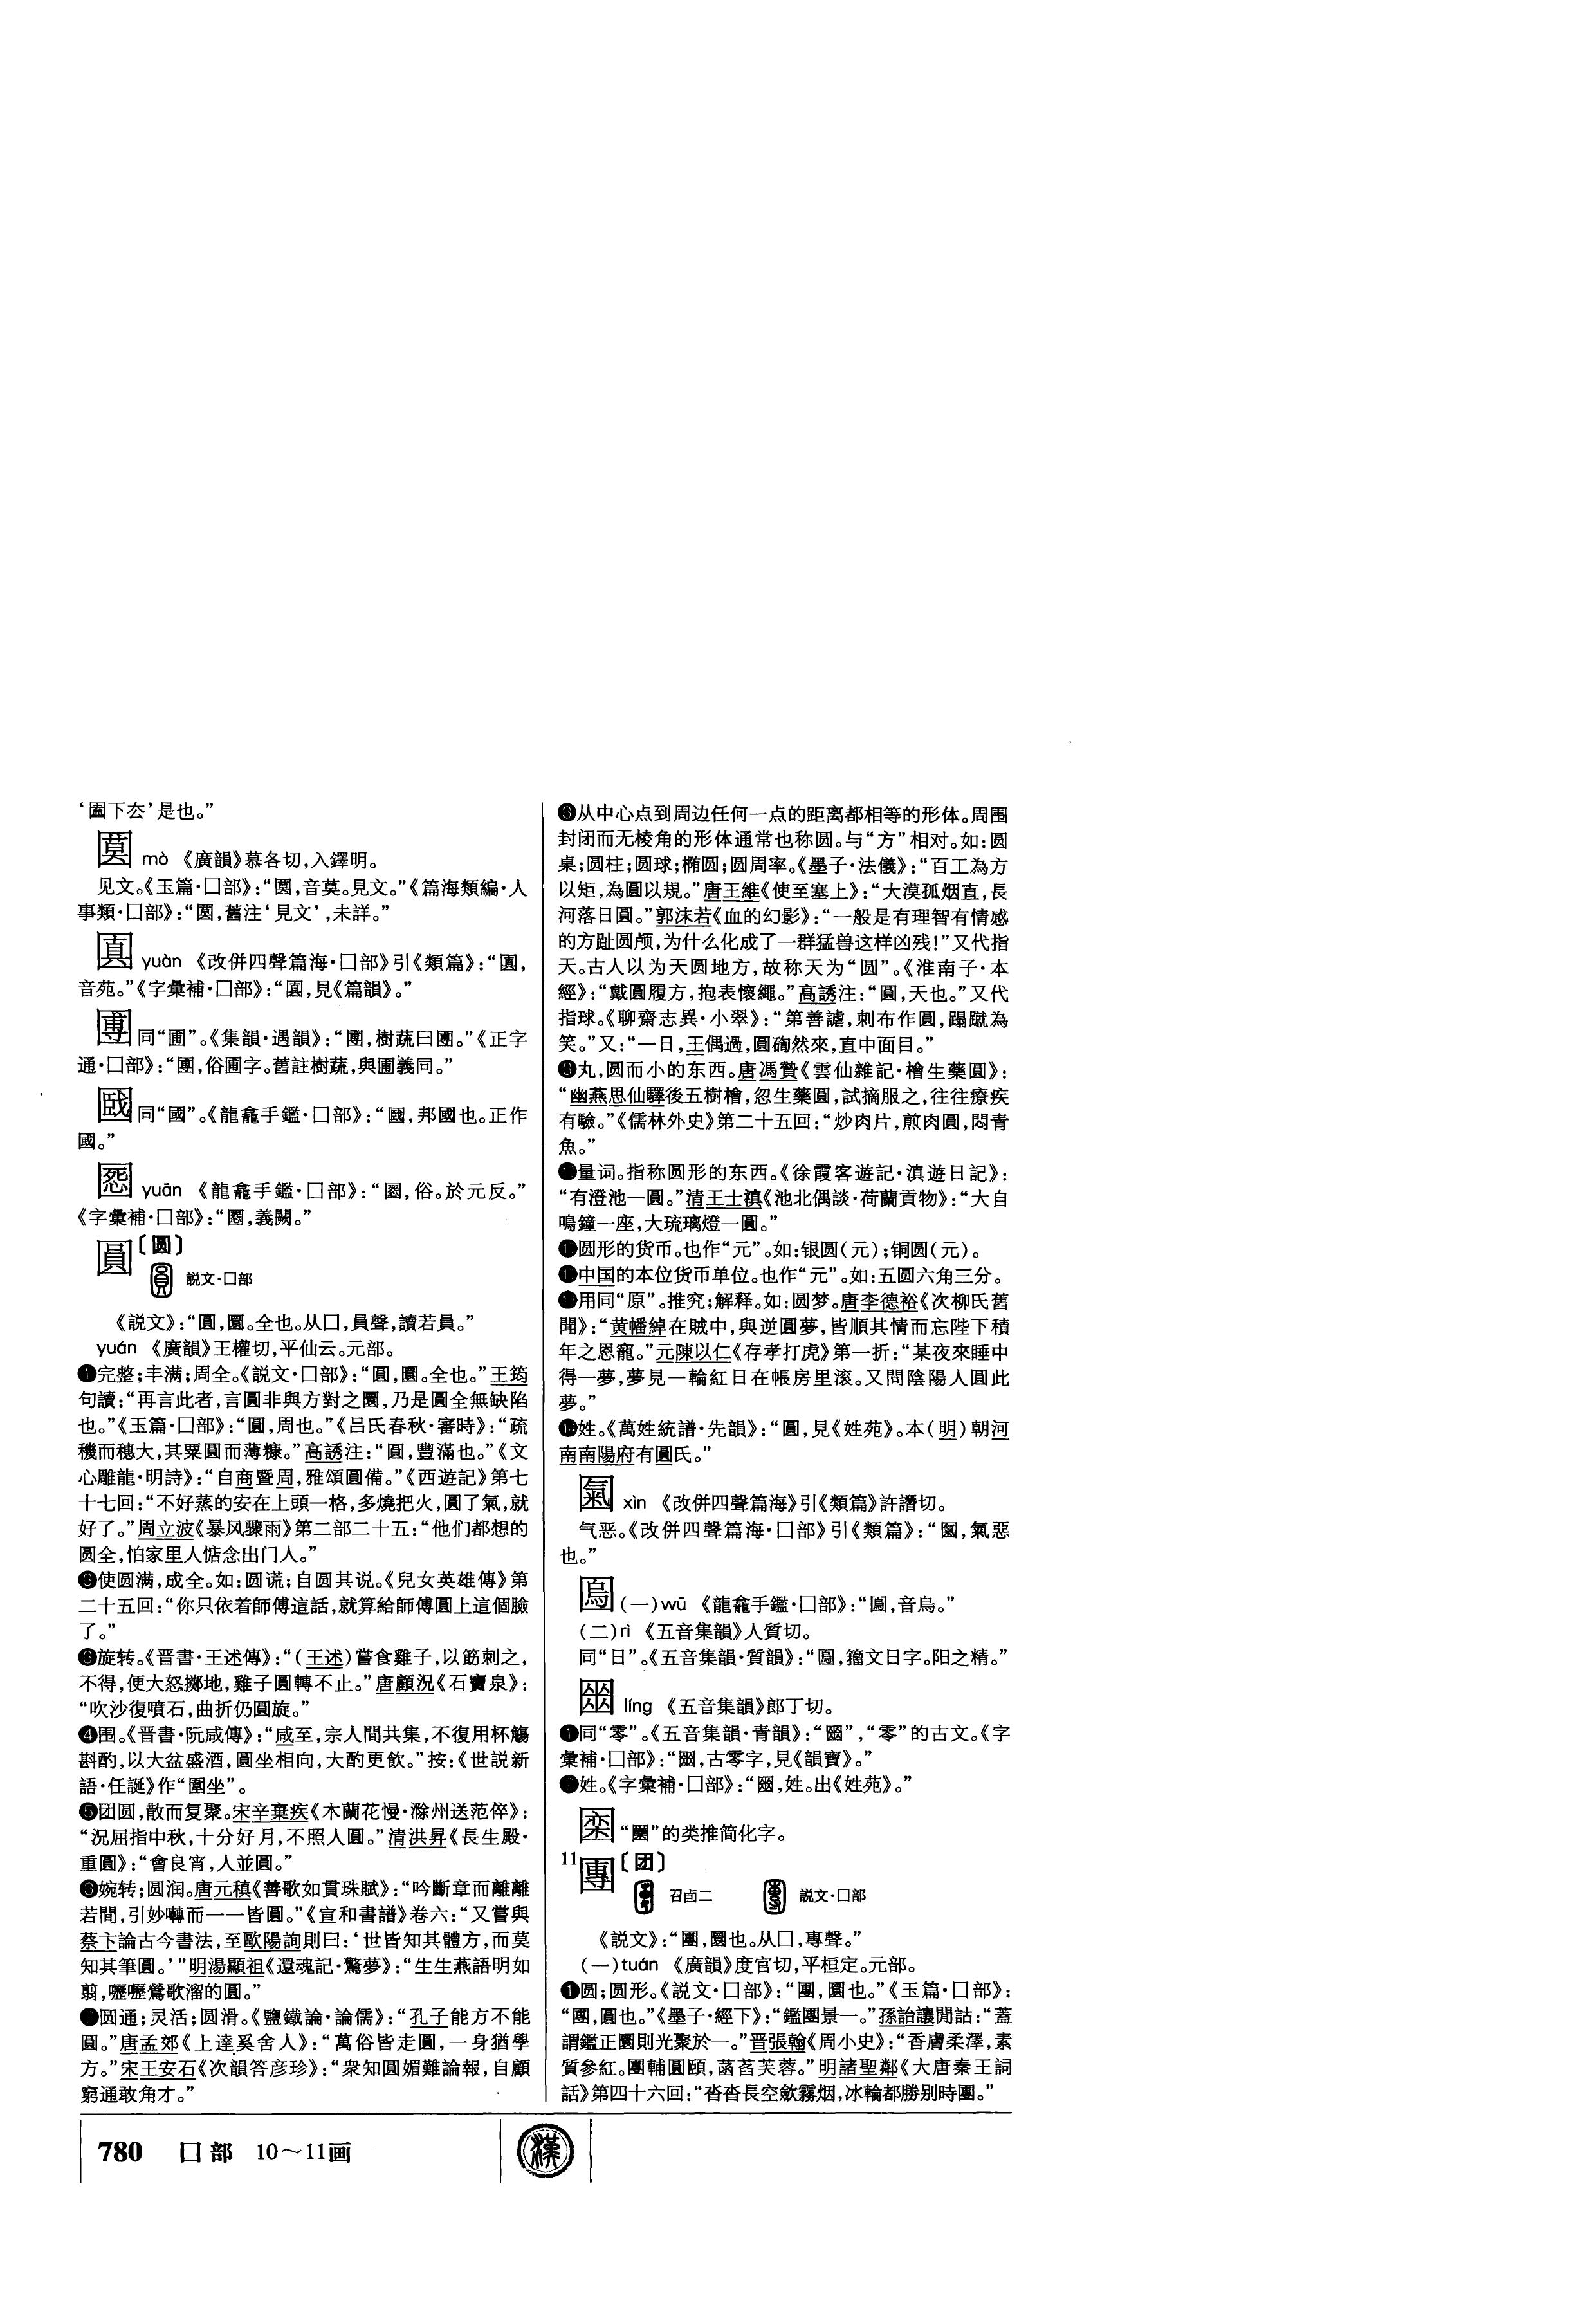 ‘圔下厺’是也。”
mò 《廣韻》慕各切,入鐸明。
见文。《玉篇·囗部》:“圚,音莫。見文。”《篇海類編·人
事類·囗部》:“舊注‘見文’,未詳。”
yuàn 《改併四聲篇海·囗部》引《類篇》:“
音苑。”《字彙補·囗部》:“見《篇韻》。”
同“圃”。《集韻·遇韻》:“樹蔬曰”《正字
通·囗部》:“俗圃字。舊註樹蔬,與圃義同。”
同“國”。《龍龕手鑑·囗部》:“邦國也。正作
國。”
yuān 《龍龕手鑑·囗部》:“俗。於元反。”
《字彙補·囗部》:“義闕。”
圓〔圆〕
説文·囗部
《説文》:“圓,圜。全也。从囗,員聲,讀若員。”
yuán 《廣韻》王權切,平仙云。元部。
❶完整;丰满;周全。《説文·囗部》:“圓,圜。全也。”王筠
句讀:“再言此者,言圓非與方對之圜,乃是圓全無缺陷
也。”《玉篇·囗部》:“圓,周也。”《吕氏春秋·審時》:“疏
穖而穗大,其粟圓而薄糠。”高誘注:“圓,豐滿也。”《文
心雕龍·明詩》:“自商暨周,雅頌圓備。”《西遊記》第七
十七回:“不好蒸的安在上頭一格,多燒把火,圓了氣,就
好了。”周立波《暴风骤雨》第二部二十五:“他们都想的
圆全,怕家里人惦念出门人。”
使圆满,成全。如:圆谎;自圆其说。《兒女英雄傳》第
二十五回:“你只依着師傅這話,就算給師傅圓上這個臉
了。”
❸旋转。《晋書·王述傳》:“(王述)嘗食雞子,以筯刺之,
不得,便大怒擲地,雞子圓轉不止。”唐顧況《石竇泉》:
“吹沙復噴石,曲折仍圓旋。”
❹围。《晋書·阮咸傳》:“咸至,宗人間共集,不復用杯觴
斟酌,以大盆盛酒,圓坐相向,大酌更飲。”按:《世説新
語·任誕》作“圍坐”。
❺团圆,散而复聚。宋辛棄疾《木蘭花慢·滁州送范倅》:
“況屈指中秋,十分好月,不照人圓。”清洪昇《長生殿·
重圓》:“會良宵,人並圓。”
婉转;圆润。唐元稹《善歌如貫珠賦》:“吟斷章而離離
若間,引妙囀而一一皆圓。”《宣和書譜》卷六:“又嘗與
蔡卞論古今書法,至歐陽詢則曰:‘世皆知其體方,而莫
知其筆圓。’”明湯顯祖《還魂記·驚夢》:“生生燕語明如
翦,嚦嚦鶯歌溜的圓。”
圆通;灵活;圆滑。《鹽鐵論·論儒》:“孔子能方不能
圓。”唐孟郊《上達奚舍人》:“萬俗皆走圓,一身猶學
方。”宋王安石《次韻答彦珍》:“衆知圓媚難論報,自顧
窮通敢角才。”
从中心点到周边任何一点的距离都相等的形体。周围
封闭而无棱角的形体通常也称圆。与“方”相对。如:圆
桌;圆柱;圆球;椭圆;圆周率。《墨子·法儀》:“百工為方
以矩,為圓以規。”唐王維《使至塞上》:“大漠孤烟直,長
河落日圓。”郭沫若《血的幻影》:“一般是有理智有情感
的方趾圆颅,为什么化成了一群猛兽这样凶残!”又代指
天。古人以为天圆地方,故称天为“圆”。《淮南子·本
經》:“戴圓履方,抱表懷繩。”高誘注:“圓,天也。”又代
指球。《聊齋志異·小翠》:“第善謔,刺布作圓,蹋蹴為
笑。”又:“一日,王偶過,圓䂬然來,直中面目。”
丸,圆而小的东西。唐馮贄《雲仙雜記·檜生藥圓》:
“幽燕思仙驛後五樹檜,忽生藥圓,試摘服之,往往療疾
有驗。”《儒林外史》第二十五回:“炒肉片,煎肉圓,悶青
魚。”
量词。指称圆形的东西。《徐霞客遊記·滇遊日記》:
“有澄池一圓。”清王士禛《池北偶談·荷蘭貢物》:“大自
鳴鐘一座,大琉璃燈一圓。”
圆形的货币。也作“元”。如:银圆(元);铜圆(元)。
中国的本位货币单位。也作“元”。如:五圆六角三分。
用同“原”。推究;解释。如:圆梦。唐李德裕《次柳氏舊
聞》:“黄幡綽在賊中,與逆圓夢,皆順其情而忘陛下積
年之恩寵。”元陳以仁《存孝打虎》第一折:“某夜來睡中
得一夢,夢見一輪紅日在帳房里滚。又問陰陽人圓此
夢。”
姓。《萬姓統譜·先韻》:“圓,見《姓苑》。本(明)朝河
南南陽府有圓氏。”
xìn 《改併四聲篇海》引《類篇》許譖切。
气恶。《改併四聲篇海·囗部》引《類篇》:“氣惡
也。”
(一)wū 《龍龕手鑑·囗部》:“音烏。”
(二)rì 《五音集韻》人質切。
同“日”。《五音集韻·質韻》:“籀文日字。阳之精。”
líng 《五音集韻》郎丁切。
❶同“零”。《五音集韻·青韻》:“”,“零”的古文。《字
彙補·囗部》:“古零字,見《韻寶》。”
姓。《字彙補·囗部》:“姓。出《姓苑》。”
“圞”的类推简化字。
11
團〔团〕
召卣二 説文·囗部
《説文》:“團,圜也。从囗,專聲。”
(一)tuán 《廣韻》度官切,平桓定。元部。
❶圆;圆形。《説文·囗部》:“團,圜也。”《玉篇·囗部》:
“團,圓也。”《墨子·經下》:“鑑團景一。”孫詒讓閒詁:“蓋
謂鑑正圜則光聚於一。”晋張翰《周小史》:“香膚柔澤,素
質參紅。團輔圓頤,菡萏芙蓉。”明諸聖鄰《大唐秦王詞
話》第四十六回:“杳杳長空斂霧烟,冰輪都勝别時團。”
780 囗部 10～11画
漢